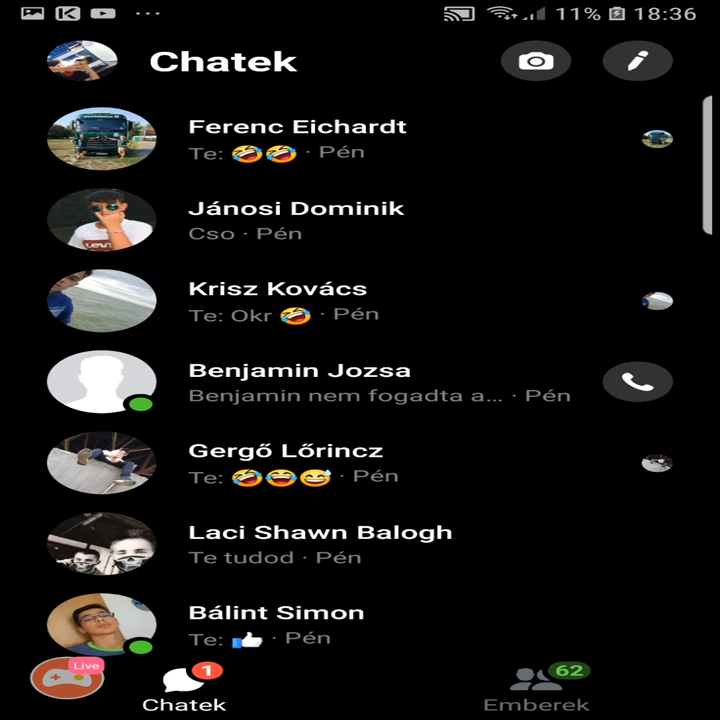 11% 18:36
Chatek
Ferenc Eichardt
Te: 🤣🤣 · Pén
Jánosi Dominik
Cso · Pén
Krisz Kovács
Te: Okr 🤣 · Pén
Benjamin Jozsa
Benjamin nem fogadta a... · Pén
Gergő Lőrincz
Te: 🤣😂😅 · Pén
Laci Shawn Balogh
Te tudod · Pén
Bálint Simon
Te: 👍 · Pén
Live
1
62
Chatek
Emberek